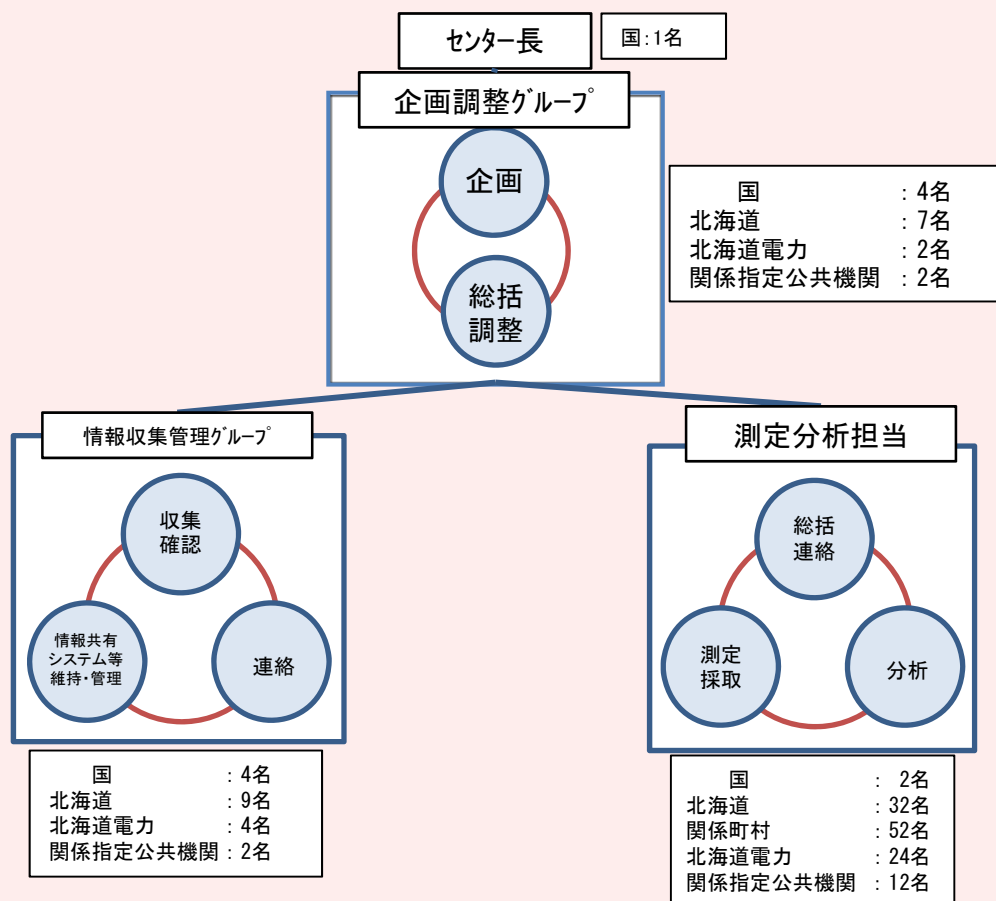 センター長
国:1名
企画調整グループ
企画
総括
調整
国 : 4名
北海道 : 7名
北海道電力 : 2名
関係指定公共機関 : 2名
情報収集管理グループ
収集
確認
情報共有
システム等
維持・管理
連絡
国 : 4名
北海道 : 9名
北海道電力 : 4名
関係指定公共機関 : 2名
測定分析担当
総括
連絡
測定
採取
分析
国 : 2名
北海道 : 32名
関係町村 : 52名
北海道電力 : 24名
関係指定公共機関 : 12名